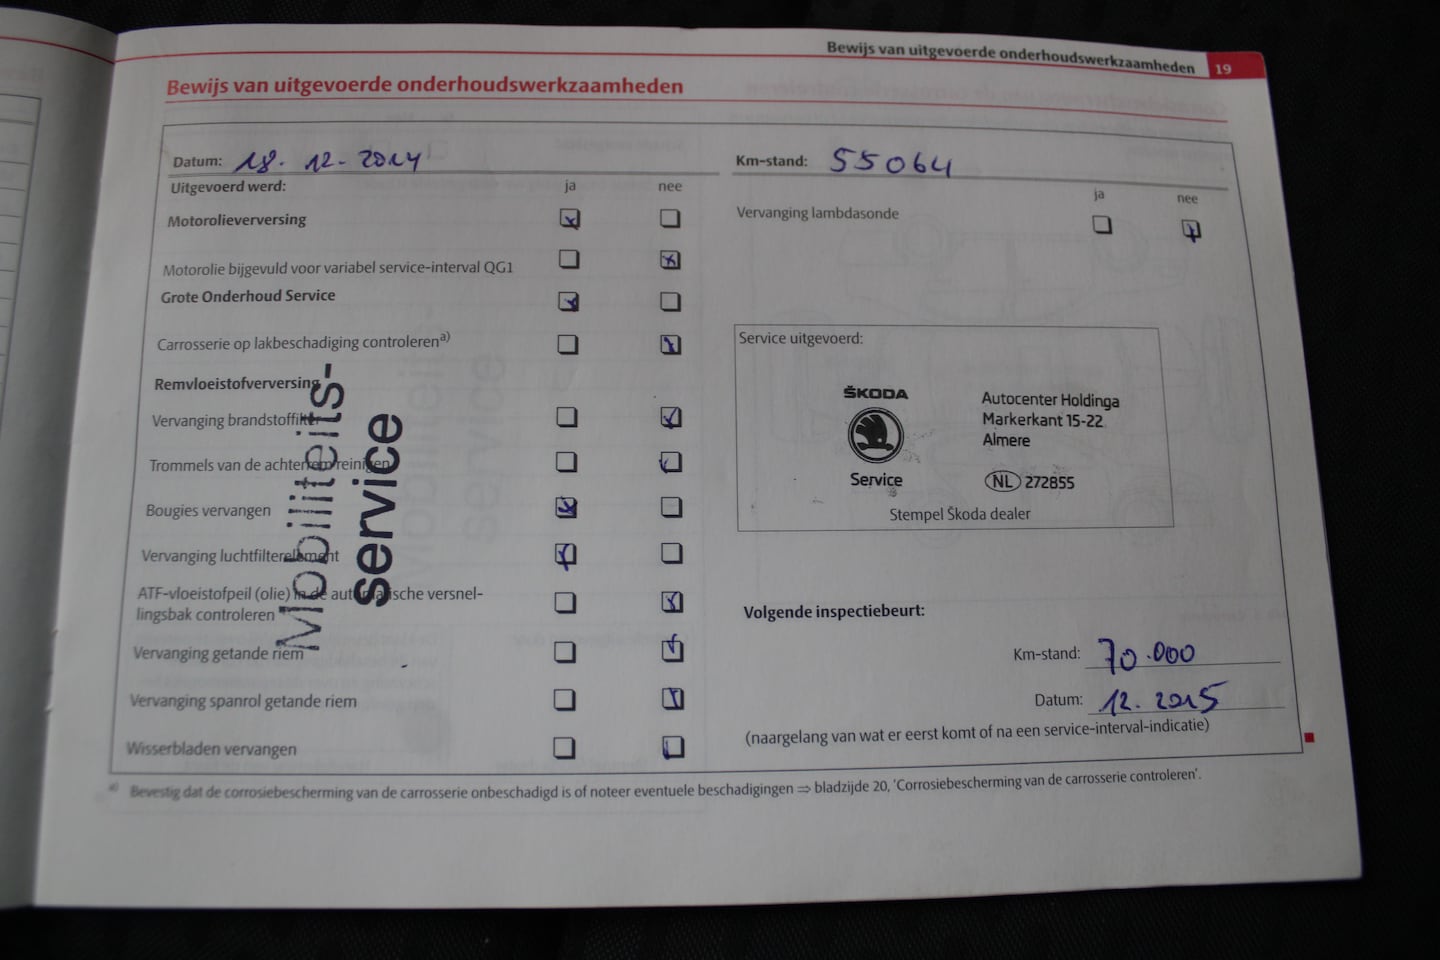 Bewijs van uitgevoerde onderhoudswerkzaamheden 19
Bewijs van uitgevoerde onderhoudswerkzaamheden
Datum: 18. 12. 2014
Uitgevoerd werd: ja nee
Motorolieverversing
Motorolie bijgevuld voor variabel service-interval QG1
Grote Onderhoud Service
Carrosserie op lakbeschadiging controleren a)
Remvloeistofverversing
Vervanging brandstoffilter
Trommels van de achterrem reinigen
Bougies vervangen
Vervanging luchtfilterelement
ATF-vloeistofpeil (olie) in de automatische versnel-
lingsbak controleren
Vervanging getande riem
Vervanging spanrol getande riem
Wisserbladen vervangen
Mobiliteits-
service
Km-stand: 55064
ja nee
Vervanging lambdasonde
Service uitgevoerd:
ŠKODA
Service
Autocenter Holdinga
Markerkant 15-22
Almere
NL 272855
Stempel Škoda dealer
Volgende inspectiebeurt:
Km-stand: 70.000
Datum: 12. 2015
(naargelang van wat er eerst komt of na een service-interval-indicatie)
a) Bevestig dat de corrosiebescherming van de carrosserie onbeschadigd is of noteer eventuele beschadigingen ⇒ bladzijde 20, 'Corrosiebescherming van de carrosserie controleren'.